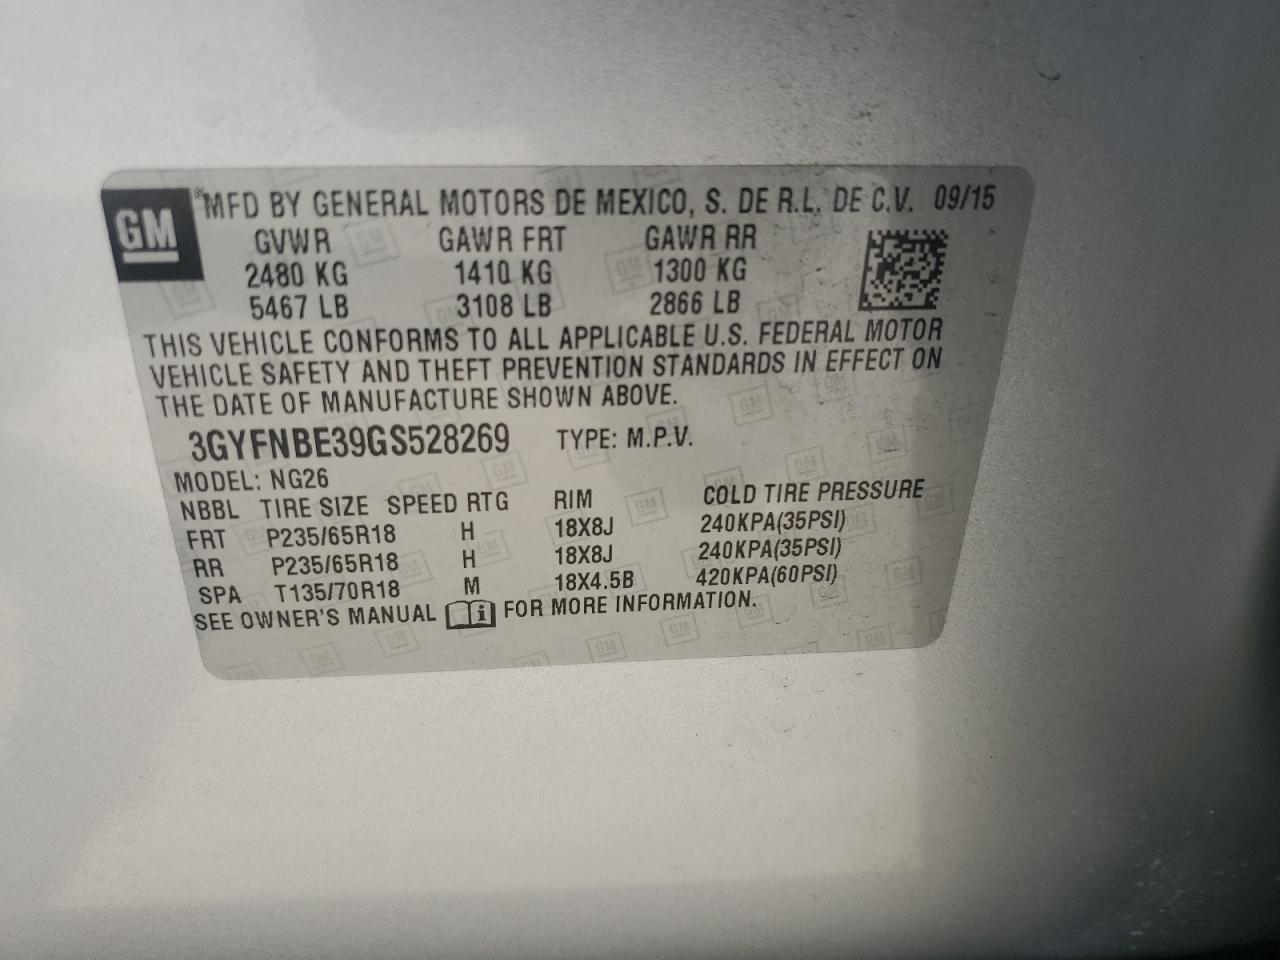 GM ® MFD BY GENERAL MOTORS DE MEXICO, S. DE R.L. DE C.V. 09/15
GVWR GAWR FRT GAWR RR
2480 KG 1410 KG 1300 KG
5467 LB 3108 LB 2866 LB
THIS VEHICLE CONFORMS TO ALL APPLICABLE U.S. FEDERAL MOTOR
VEHICLE SAFETY AND THEFT PREVENTION STANDARDS IN EFFECT ON
THE DATE OF MANUFACTURE SHOWN ABOVE.
3GYFNBE39GS528269 TYPE: M.P.V.
MODEL: NG26
NBBL TIRE SIZE SPEED RTG RIM COLD TIRE PRESSURE
FRT P235/65R18 H 18X8J 240KPA(35PSI)
RR P235/65R18 H 18X8J 240KPA(35PSI)
SPA T135/70R18 M 18X4.5B 420KPA(60PSI)
SEE OWNER'S MANUAL i FOR MORE INFORMATION.